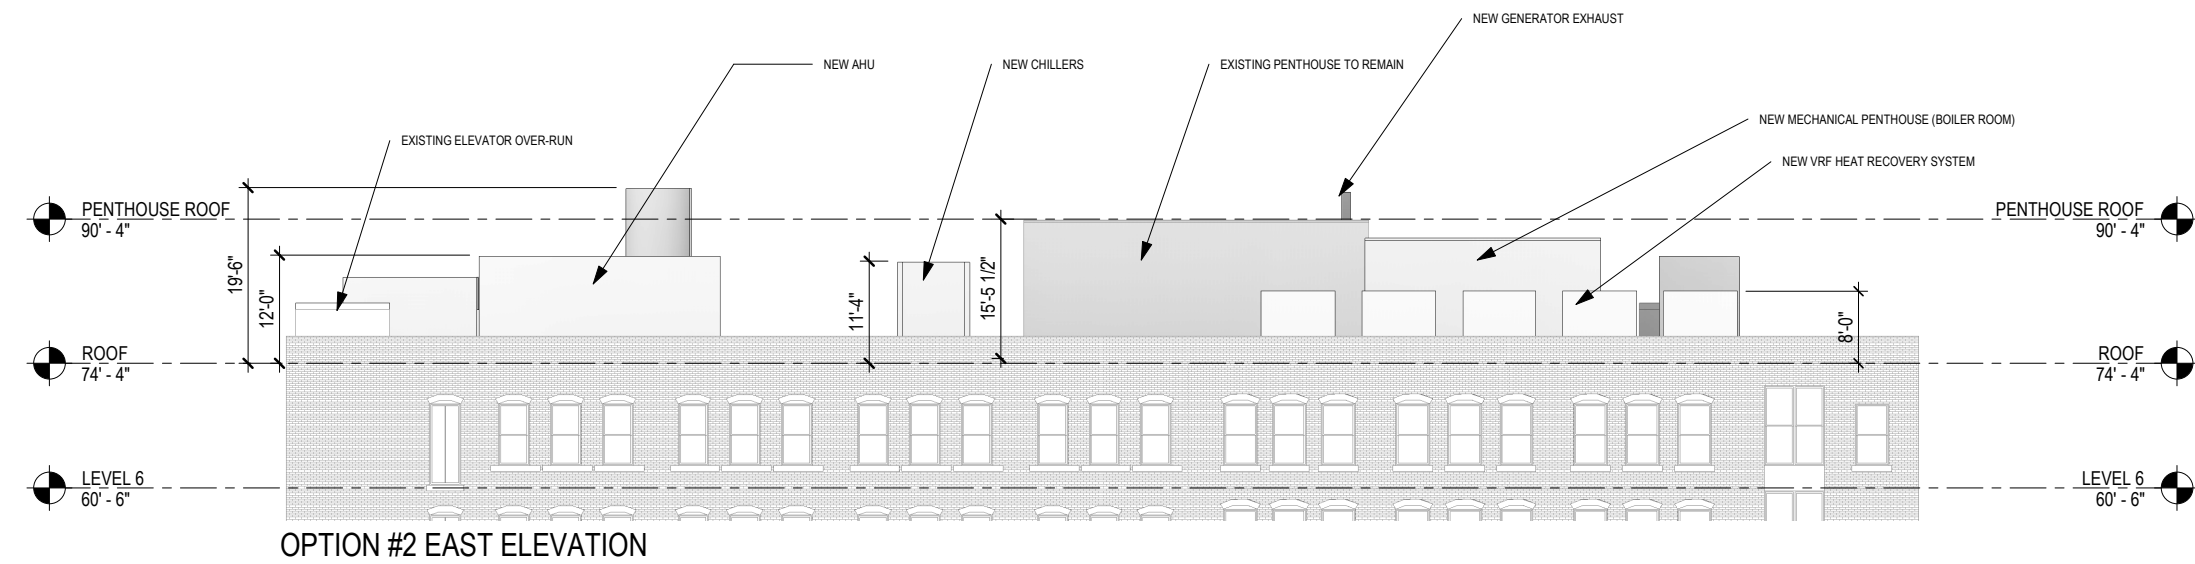 NEW GENERATOR EXHAUST
NEW AHU
NEW CHILLERS
EXISTING PENTHOUSE TO REMAIN
NEW MECHANICAL PENTHOUSE (BOILER ROOM)
EXISTING ELEVATOR OVER-RUN
NEW VRF HEAT RECOVERY SYSTEM
PENTHOUSE ROOF
90' - 4"
PENTHOUSE ROOF
90' - 4"
19'-6"
12'-0"
11'-4"
15'-5 1/2"
8'-0"
ROOF
74' - 4"
ROOF
74' - 4"
LEVEL 6
60' - 6"
LEVEL 6
60' - 6"
OPTION #2 EAST ELEVATION